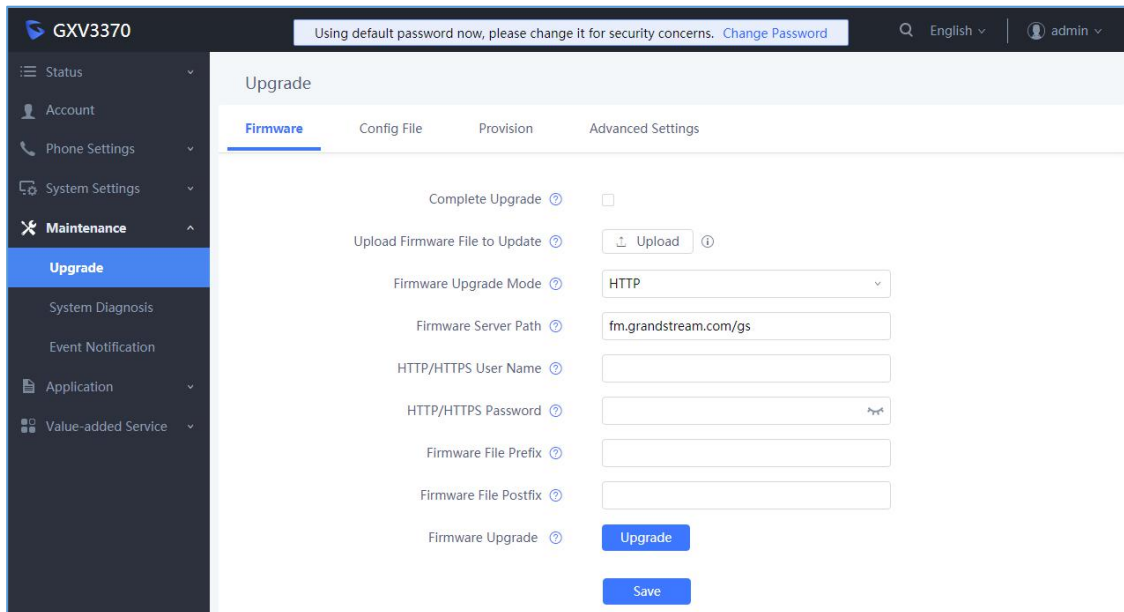 GXV3370
Using default password now, please change it for security concerns. Change Password
English
admin
Status
Account
Phone Settings
System Settings
Maintenance
Upgrade
System Diagnosis
Event Notification
Application
Value-added Service
Upgrade
Firmware Config File Provision Advanced Settings
Complete Upgrade ?
Upload Firmware File to Update ? Upload i
Firmware Upgrade Mode ? HTTP
Firmware Server Path ? fm.grandstream.com/gs
HTTP/HTTPS User Name ?
HTTP/HTTPS Password ?
Firmware File Prefix ?
Firmware File Postfix ?
Firmware Upgrade ? Upgrade
Save